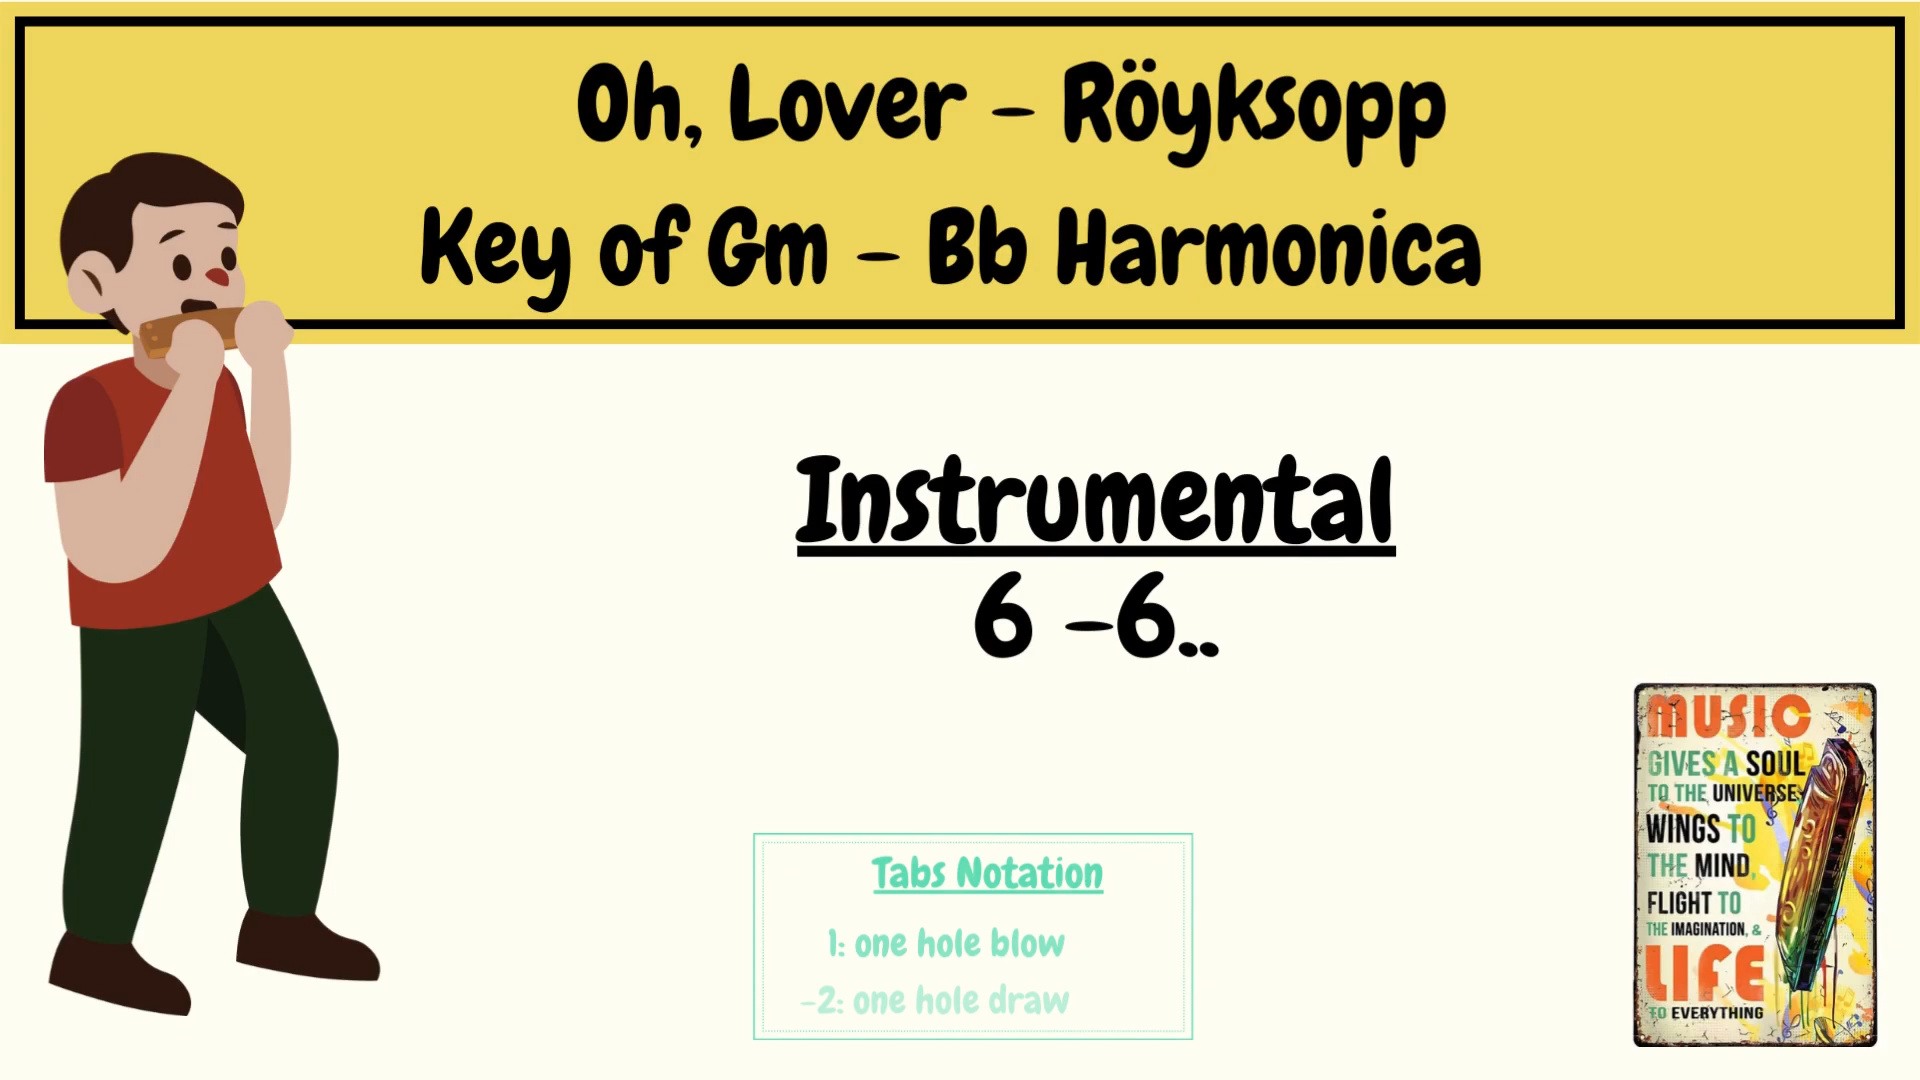 Oh, Lover - Röyksopp
Key of Gm - Bb Harmonica
Instrumental
6 -6..
Tabs Notation
1: one hole blow
-2: one hole draw
MUSIC
GIVES A SOUL
TO THE UNIVERSE
WINGS TO
THE MIND,
FLIGHT TO
THE IMAGINATION, &
LIFE
TO EVERYTHING